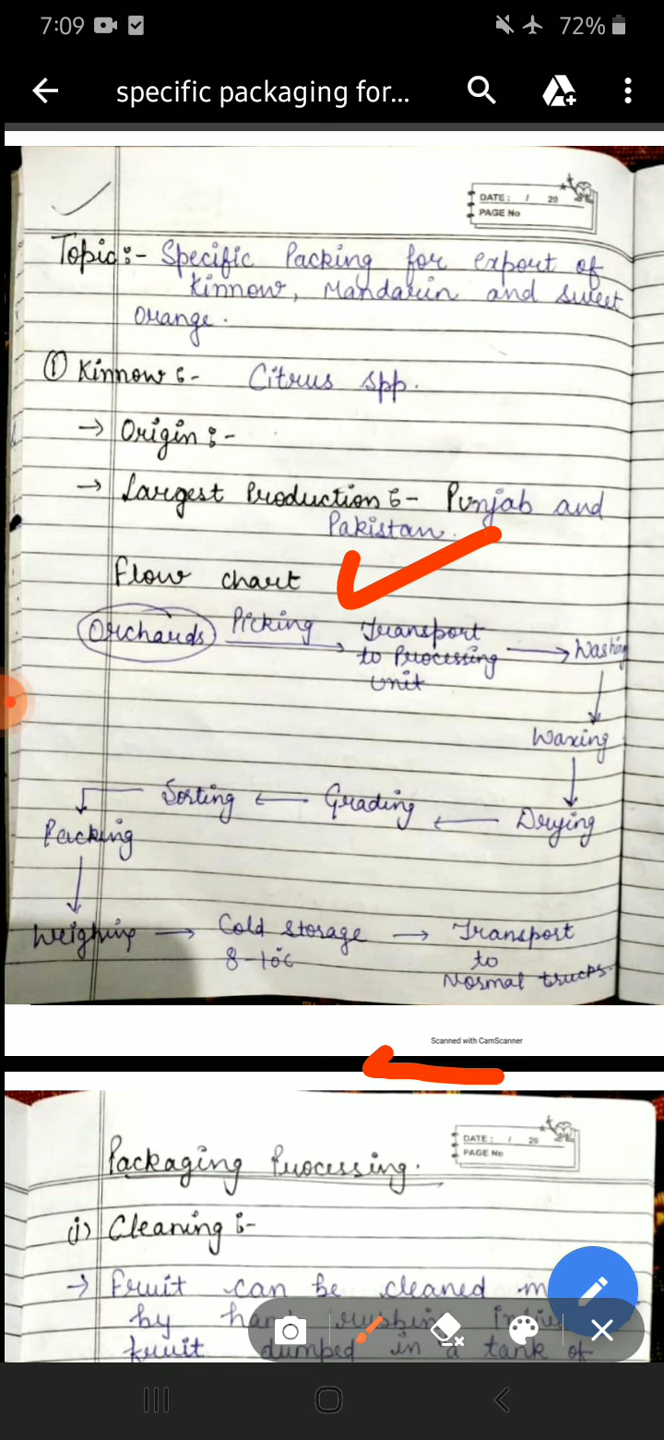 7:09
72%
specific packaging for...
DATE: / 20
PAGE No
Topic:- Specific Packing for export of
Kinnow, Mandarin and sweet
Orange.
① Kinnow :- Citrus spp.
→ Origin :-
→ Largest Production :- Punjab and
Pakistan.
Flow chart
Orchards Picking → Transport → Washing
to Processing
Unit
Waxing
Packing ← Sorting ← Grading ← Drying
Weighing → Cold Storage → Transport
8-10°C to
Normal trucks.
Scanned with CamScanner
DATE: / 20
PAGE No
Packaging Processing.
(i) Cleaning :-
→ Fruit can be cleaned
by
fruit dumped in a tank of